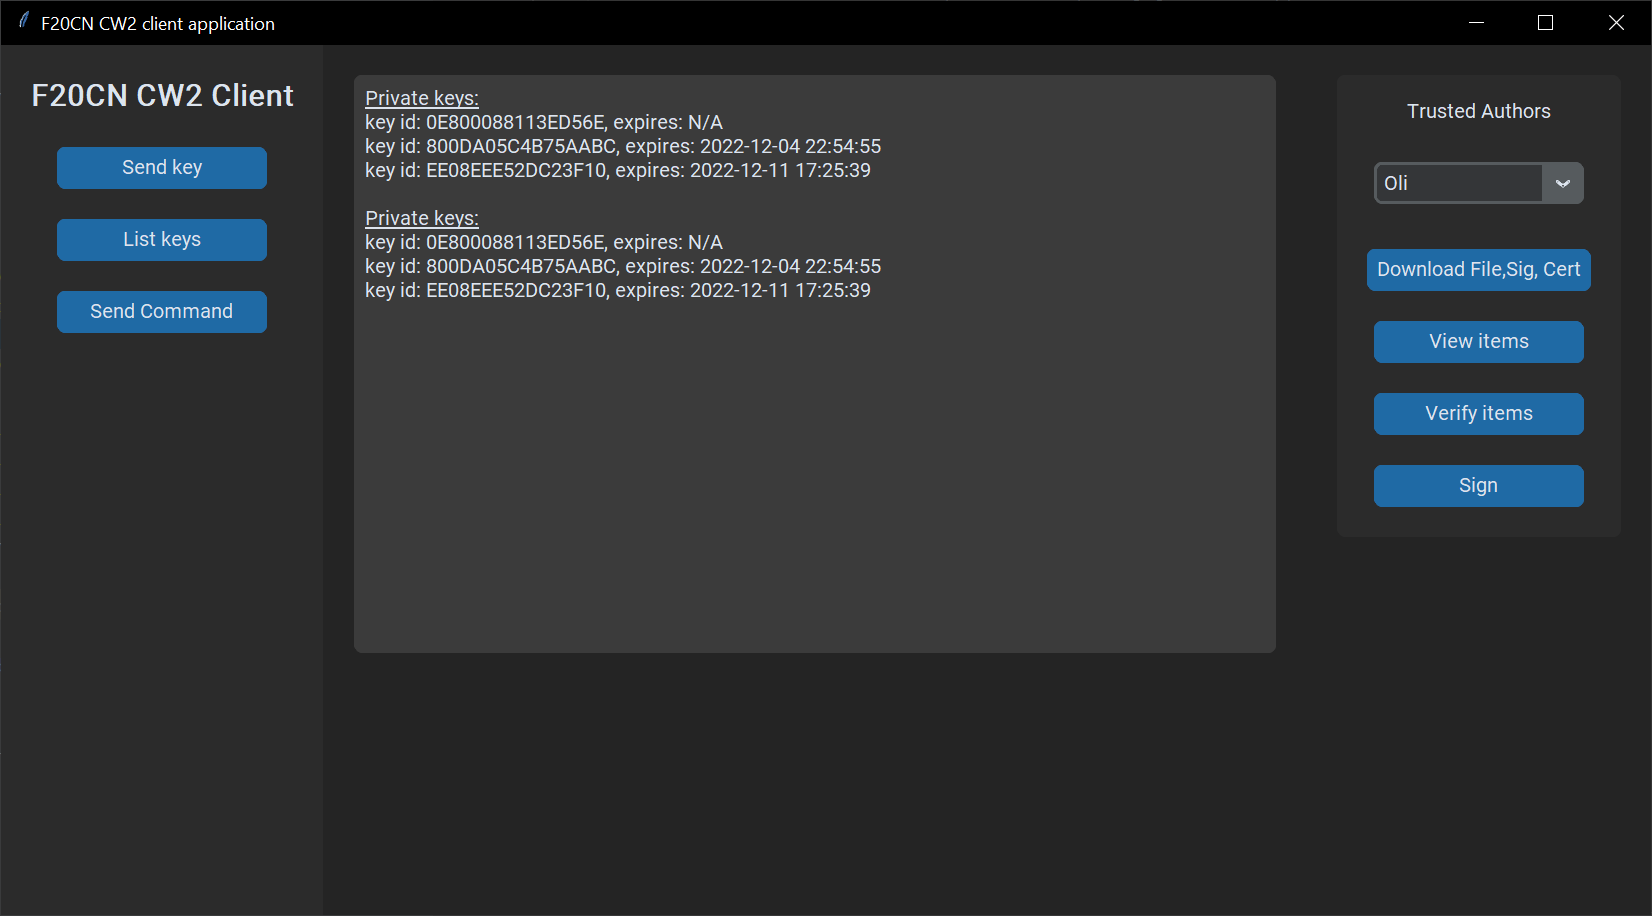 F20CN CW2 client application
F20CN CW2 Client
Send key
List keys
Send Command
Private keys:
key id: 0E800088113ED56E, expires: N/A
key id: 800DA05C4B75AABC, expires: 2022-12-04 22:54:55
key id: EE08EEE52DC23F10, expires: 2022-12-11 17:25:39
Private keys:
key id: 0E800088113ED56E, expires: N/A
key id: 800DA05C4B75AABC, expires: 2022-12-04 22:54:55
key id: EE08EEE52DC23F10, expires: 2022-12-11 17:25:39
Trusted Authors
Oli
Download File,Sig, Cert
View items
Verify items
Sign